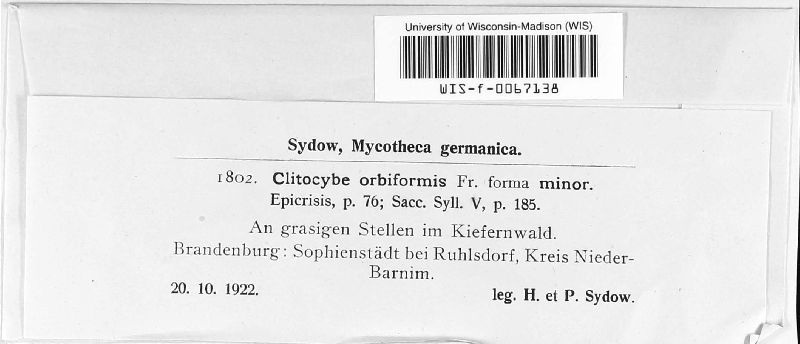 University of Wisconsin-Madison (WIS)
WIS-f-0067138
Sydow, Mycotheca germanica.
1802. Clitocybe orbiformis Fr. forma minor.
Epicrisis, p. 76; Sacc. Syll. V, p. 185.
An grasigen Stellen im Kiefernwald.
Brandenburg: Sophienstädt bei Ruhlsdorf, Kreis Nieder-
Barnim.
20. 10. 1922. leg. H. et P. Sydow.